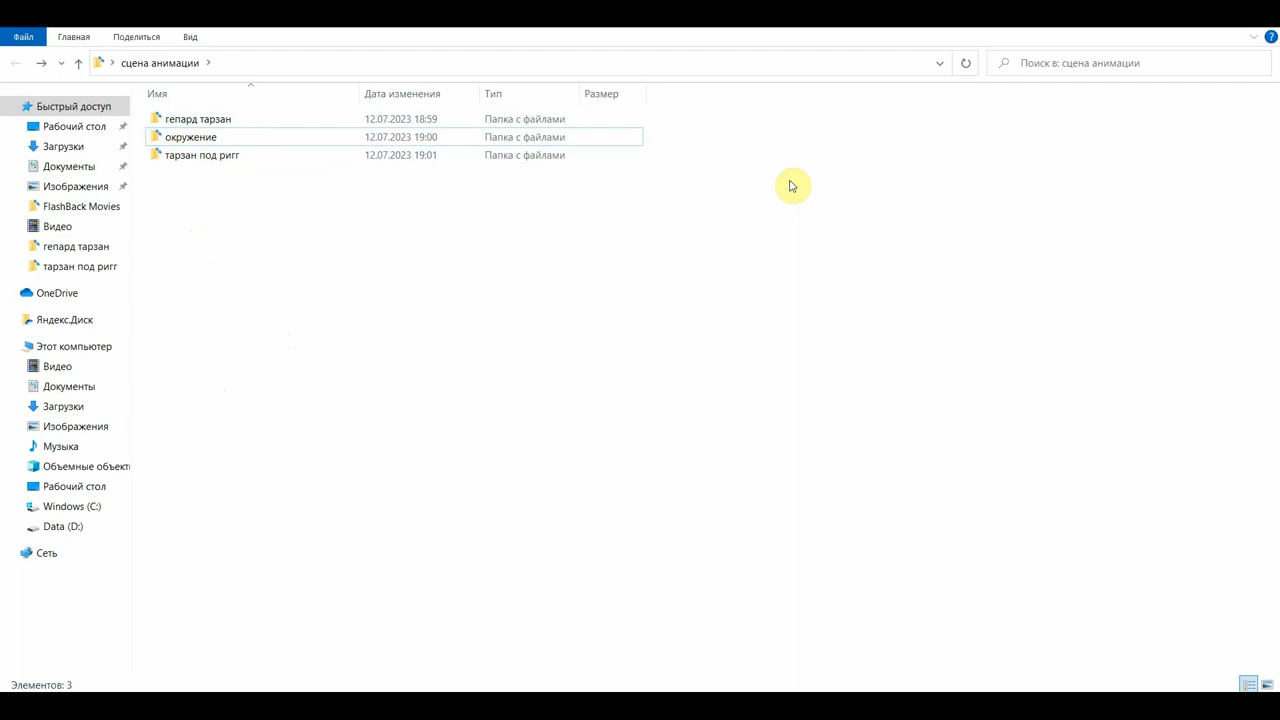 Файл Главная Поделиться Вид ?
сцена анимации Поиск в: сцена анимации
Имя Дата изменения Тип Размер
гепард тарзан 12.07.2023 18:59 Папка с файлами
окружение 12.07.2023 19:00 Папка с файлами
тарзан под ригг 12.07.2023 19:01 Папка с файлами
Быстрый доступ
Рабочий стол
Загрузки
Документы
Изображения
FlashBack Movies
Видео
гепард тарзан
тарзан под ригг
OneDrive
Яндекс.Диск
Этот компьютер
Видео
Документы
Загрузки
Изображения
Музыка
Объемные объект
Рабочий стол
Windows (C:)
Data (D:)
Сеть
Элементов: 3